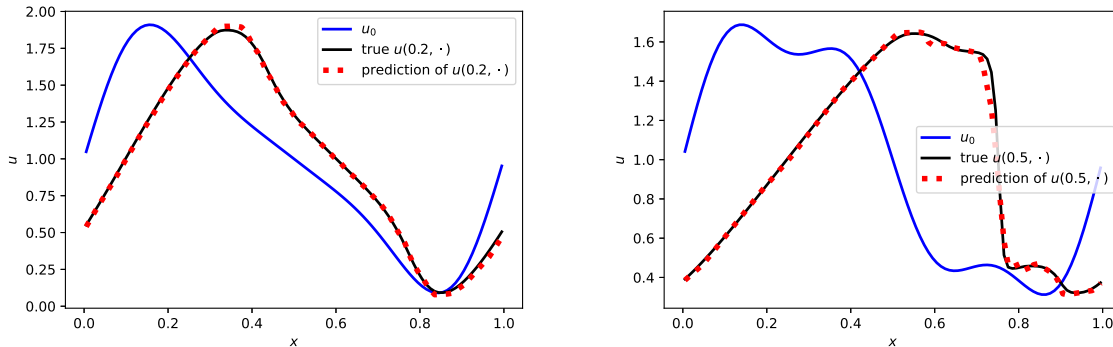 2.00
1.75
1.50
1.25
1.00
0.75
0.50
0.25
0.00
u
0.0 0.2 0.4 0.6 0.8 1.0
x
u₀
true u(0.2, ·)
prediction of u(0.2, ·)
1.6
1.4
1.2
1.0
0.8
0.6
0.4
u
0.0 0.2 0.4 0.6 0.8 1.0
x
u₀
true u(0.5, ·)
prediction of u(0.5, ·)